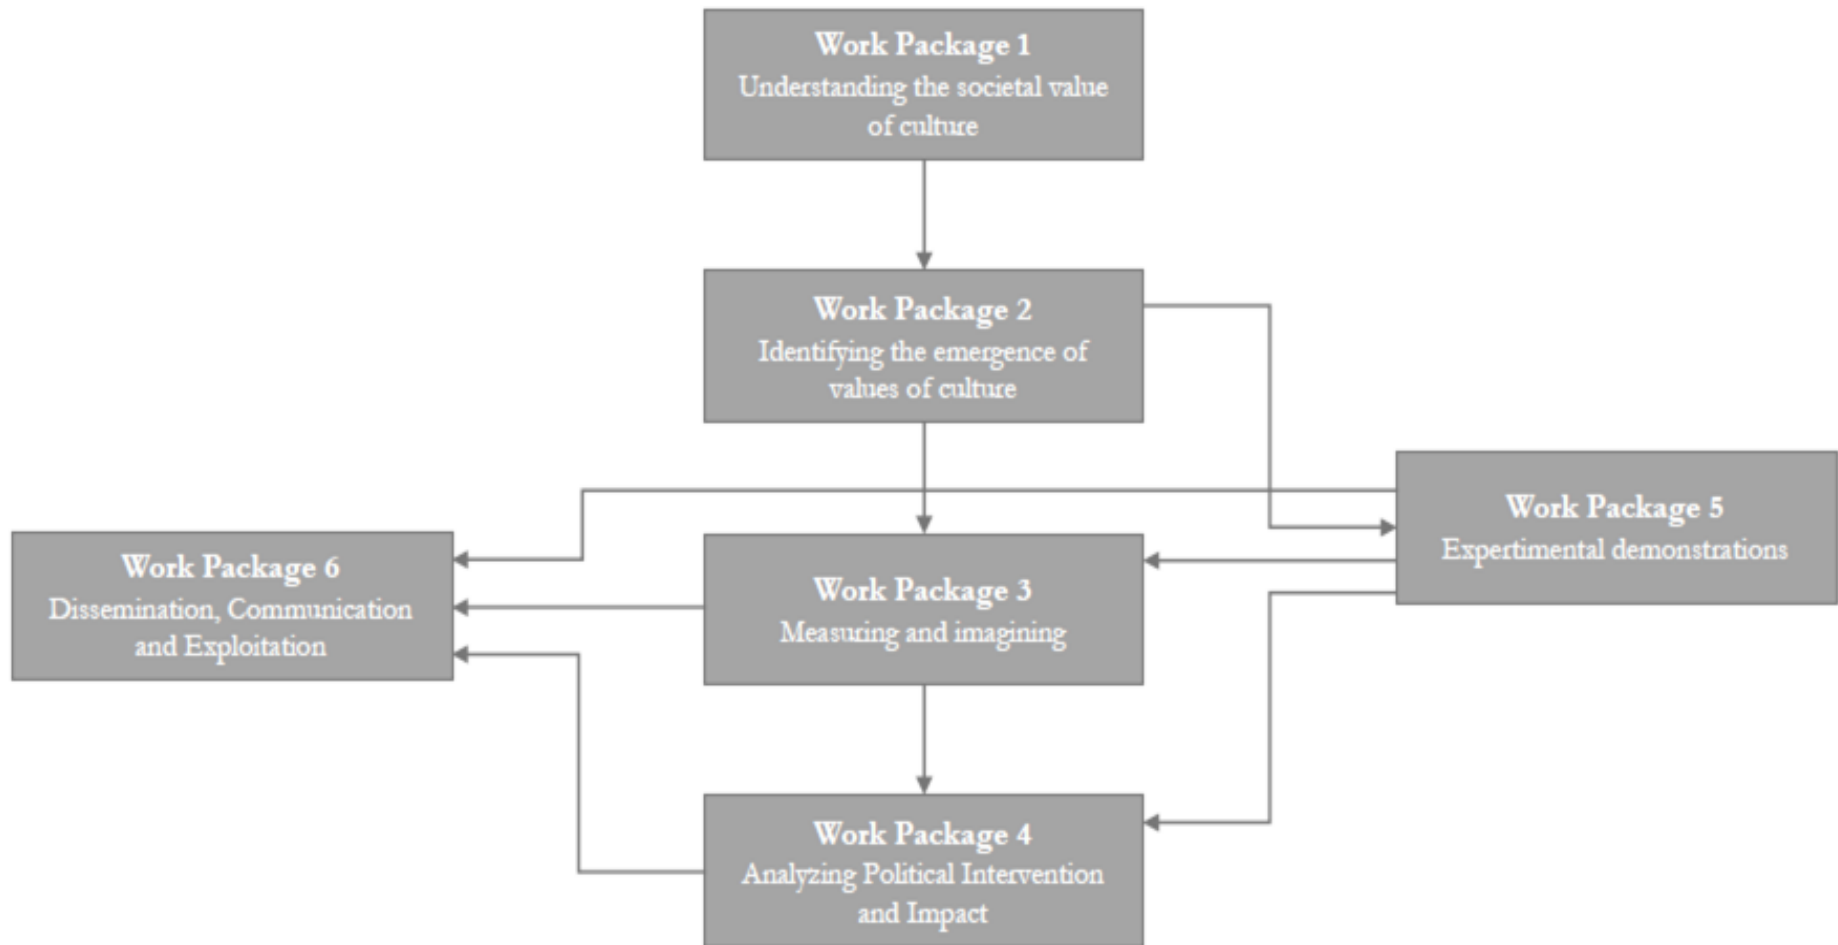 Work Package 1
Understanding the societal value
of culture
Work Package 2
Identifying the emergence of
values of culture
Work Package 5
Expertimental demonstrations
Work Package 6
Dissemination, Communication
and Exploitation
Work Package 3
Measuring and imagining
Work Package 4
Analyzing Political Intervention
and Impact